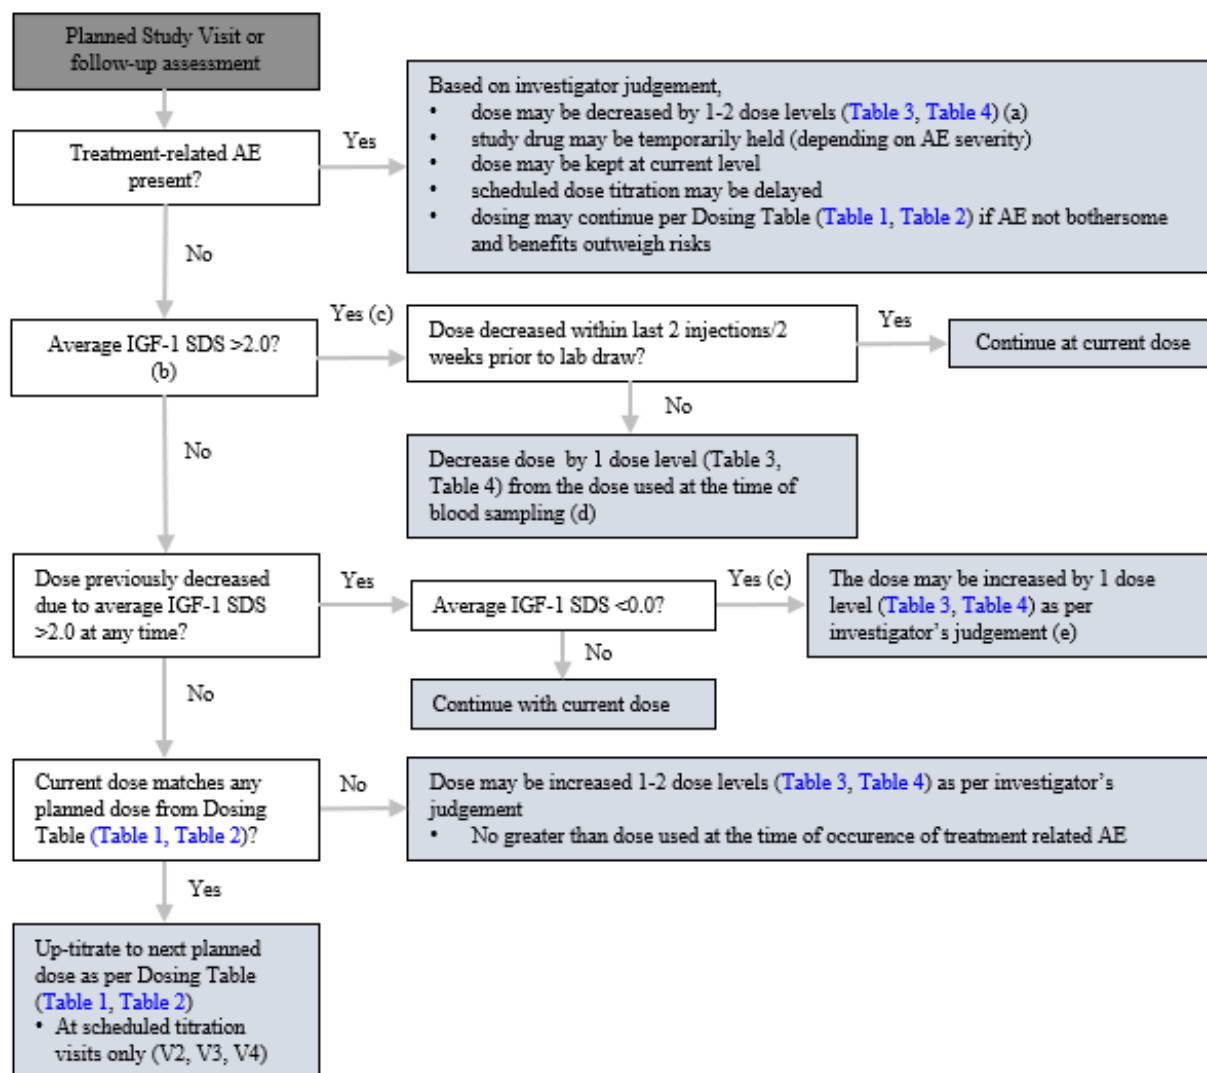 Planned Study Visit or
follow-up assessment
Based on investigator judgement,
• dose may be decreased by 1-2 dose levels (Table 3, Table 4) (a)
• study drug may be temporarily held (depending on AE severity)
• dose may be kept at current level
• scheduled dose titration may be delayed
• dosing may continue per Dosing Table (Table 1, Table 2) if AE not bothersome
and benefits outweigh risks
Treatment-related AE
present?
Yes
No
Average IGF-1 SDS >2.0?
(b)
Yes (c)
Dose decreased within last 2 injections/2
weeks prior to lab draw?
Yes
Continue at current dose
No
No
Decrease dose by 1 dose level (Table 3,
Table 4) from the dose used at the time of
blood sampling (d)
Dose previously decreased
due to average IGF-1 SDS
>2.0 at any time?
Yes
Average IGF-1 SDS <0.0?
Yes (c)
The dose may be increased by 1 dose
level (Table 3, Table 4) as per
investigator's judgement (e)
No
No
Continue with current dose
Current dose matches any
planned dose from Dosing
Table (Table 1, Table 2)?
No
Dose may be increased 1-2 dose levels (Table 3, Table 4) as per investigator's
judgement
• No greater than dose used at the time of occurence of treatment related AE
Yes
Up-titrate to next planned
dose as per Dosing Table
(Table 1, Table 2)
• At scheduled titration
visits only (V2, V3, V4)